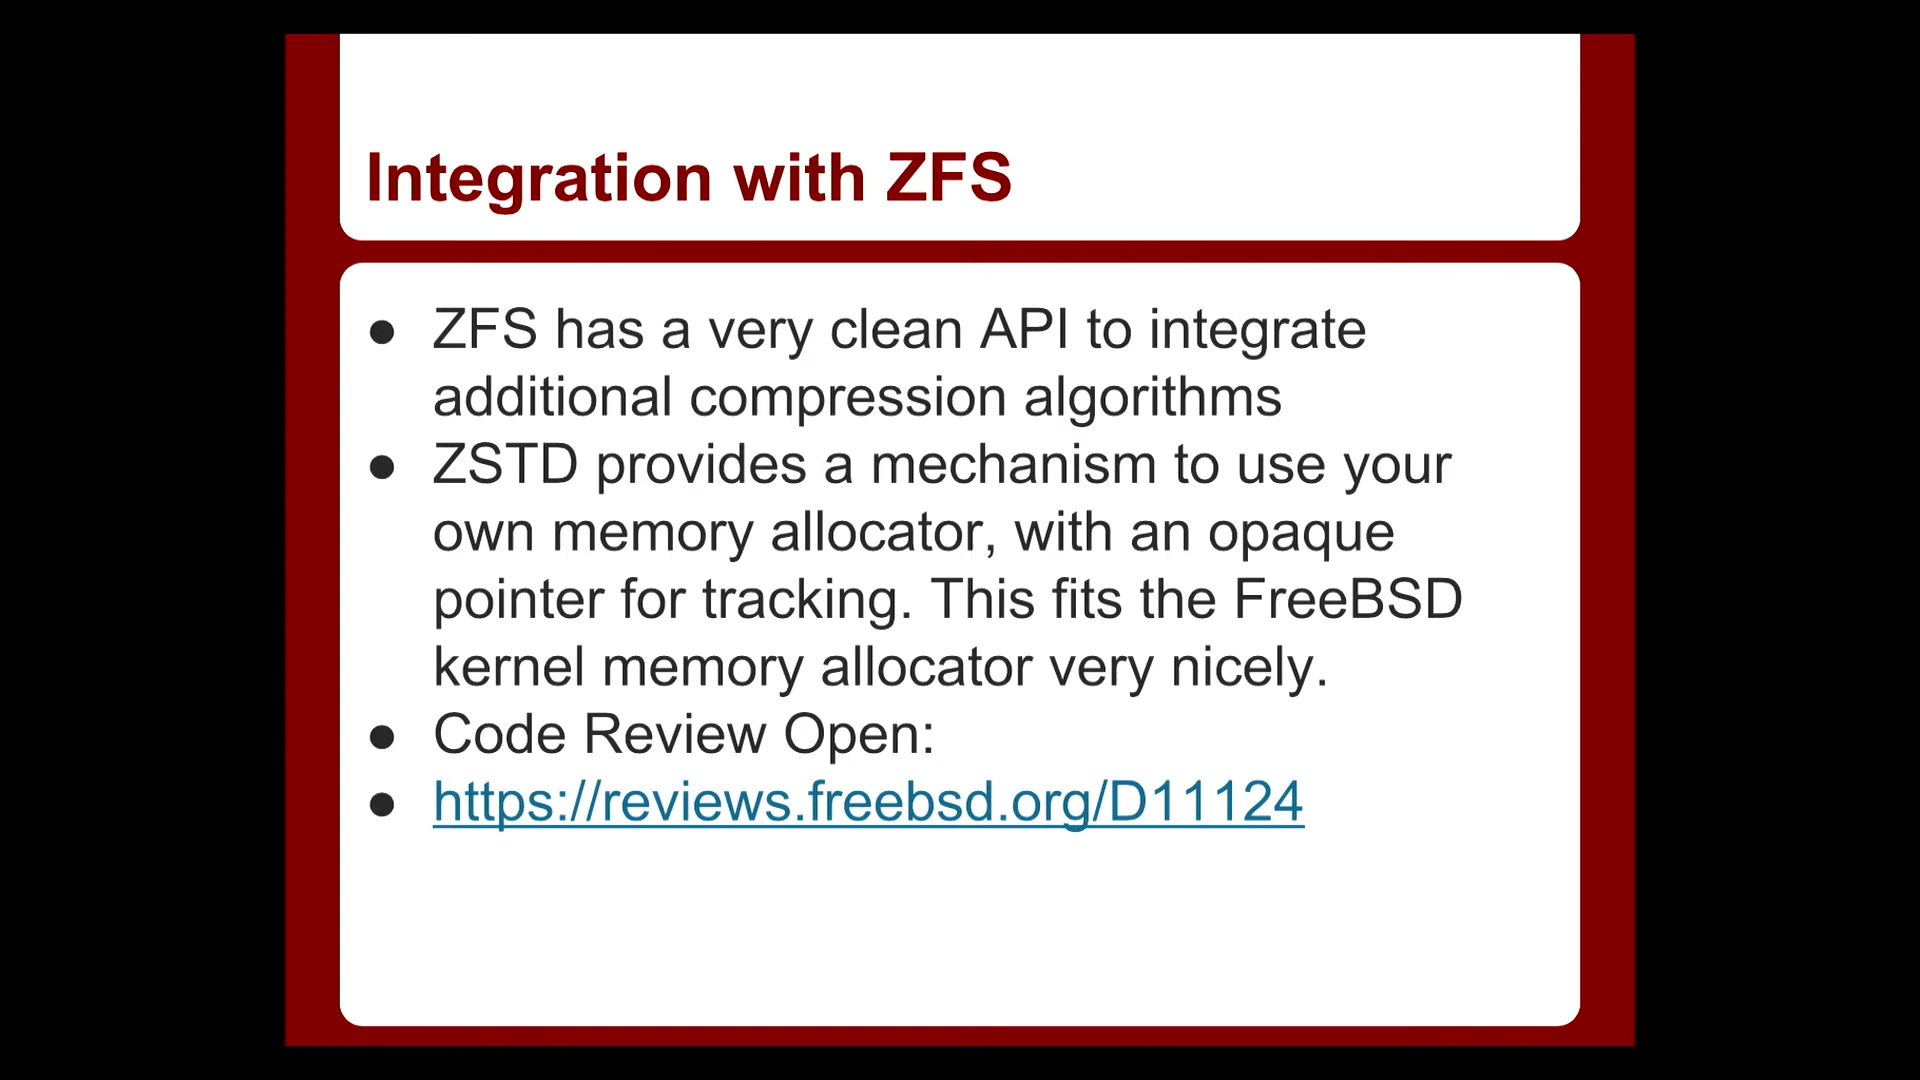 Integration with ZFS
● ZFS has a very clean API to integrate
additional compression algorithms
● ZSTD provides a mechanism to use your
own memory allocator, with an opaque
pointer for tracking. This fits the FreeBSD
kernel memory allocator very nicely.
● Code Review Open:
● https://reviews.freebsd.org/D11124